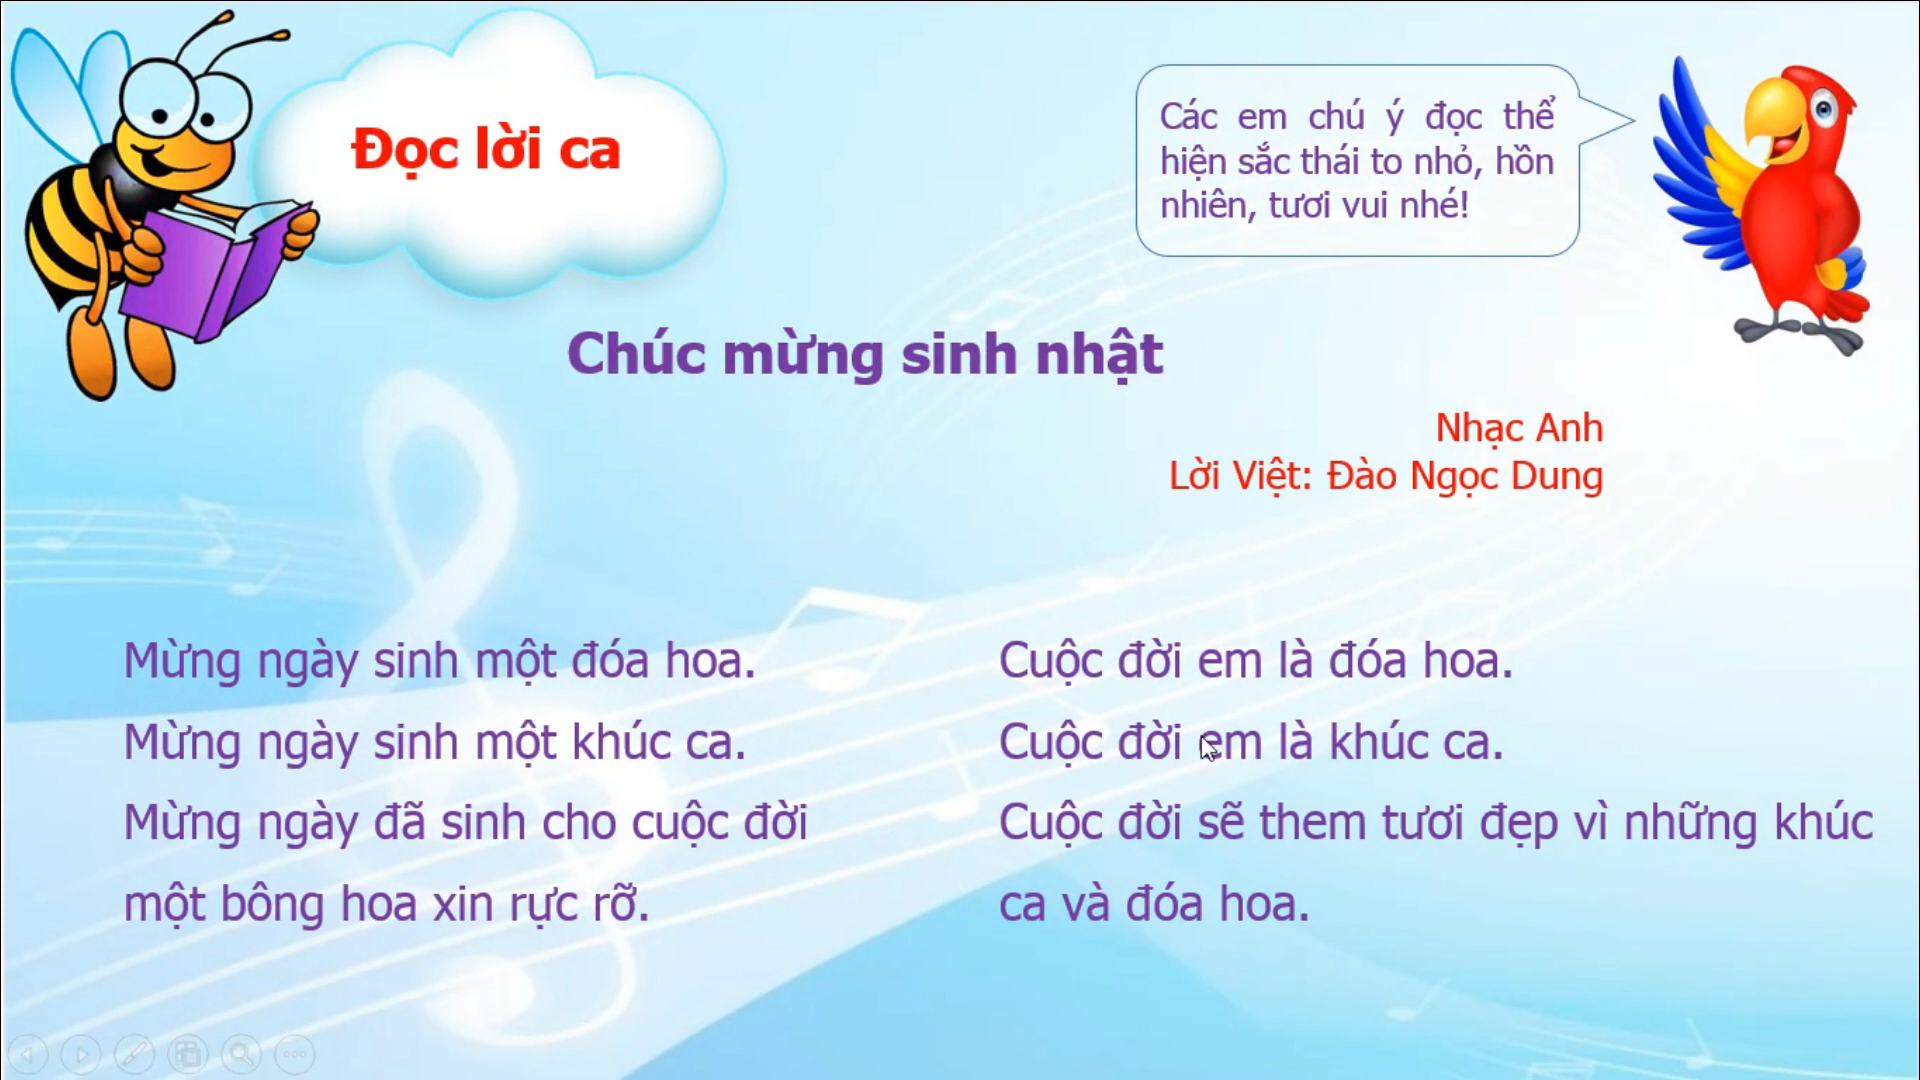 Đọc lời ca
Các em chú ý đọc thể
hiện sắc thái to nhỏ, hồn
nhiên, tươi vui nhé!
Chúc mừng sinh nhật
Nhạc Anh
Lời Việt: Đào Ngọc Dung
Mừng ngày sinh một đóa hoa.
Mừng ngày sinh một khúc ca.
Mừng ngày đã sinh cho cuộc đời
một bông hoa xin rực rỡ.
Cuộc đời em là đóa hoa.
Cuộc đời em là khúc ca.
Cuộc đời sẽ them tươi đẹp vì những khúc
ca và đóa hoa.